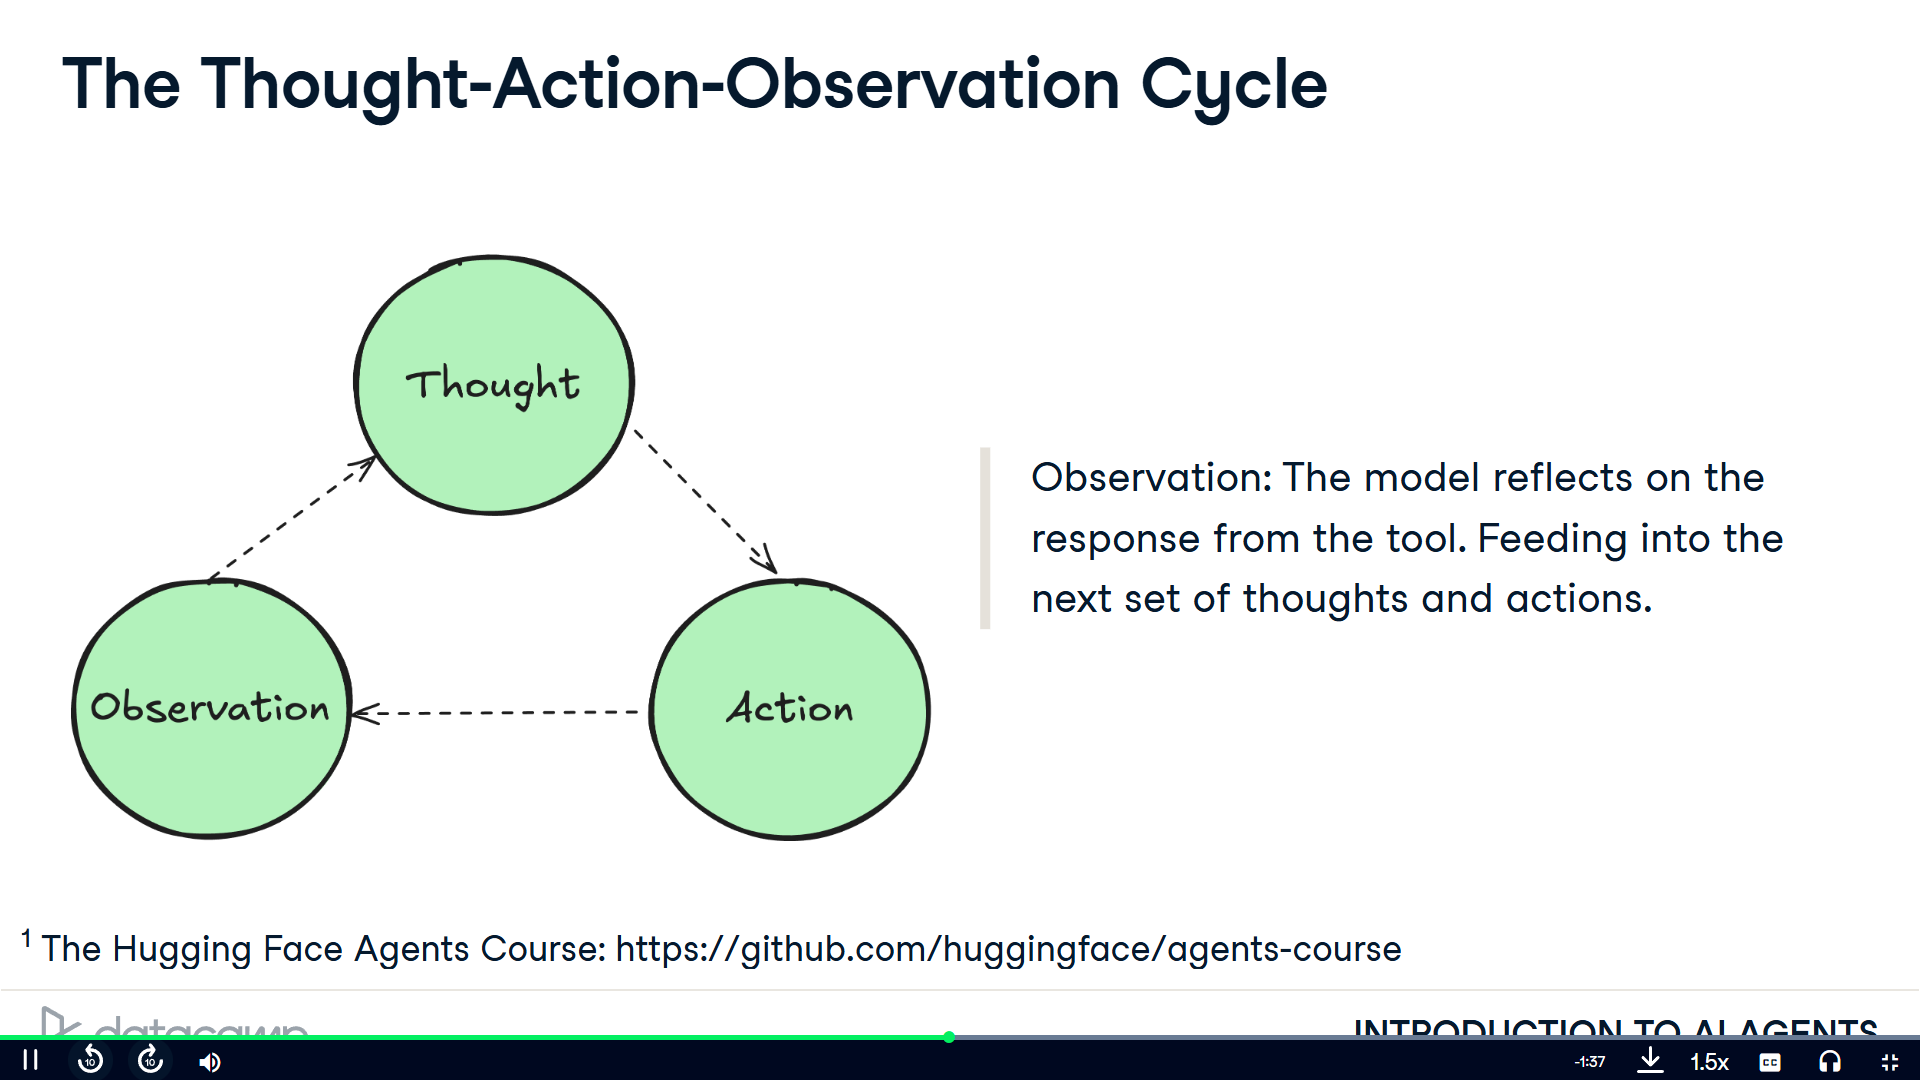 The Thought-Action-Observation Cycle
Thought
Observation
Action
Observation: The model reflects on the
response from the tool. Feeding into the
next set of thoughts and actions.
1 The Hugging Face Agents Course: https://github.com/huggingface/agents-course
datacamp
INTRODUCTION TO AI AGENTS
10
10
-1:37
1.5x
CC